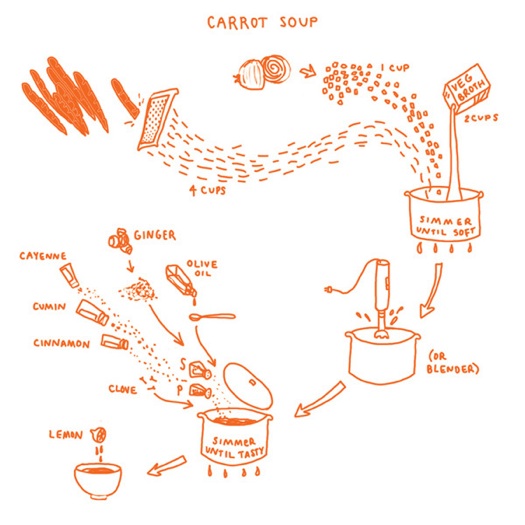 CARROT SOUP
1 CUP
VEG
BROTH
2 CUPS
4 CUPS
SIMMER
UNTIL SOFT
GINGER
OLIVE
OIL
CAYENNE
CUMIN
CINNAMON
S
P
CLOVE
(OR
BLENDER)
SIMMER
UNTIL TASTY
LEMON